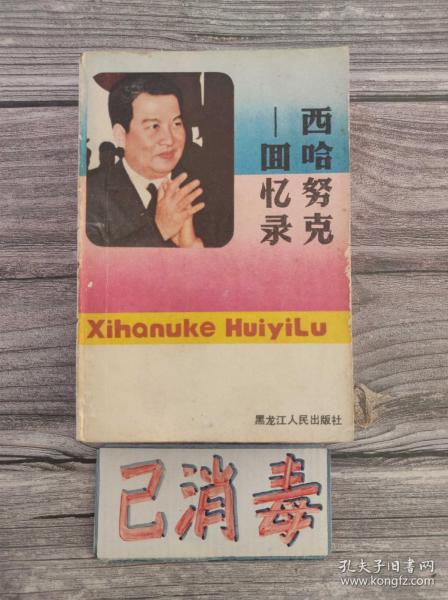 西哈努克
—回忆录
Xihanuke HuiyiLu
黑龙江人民出版社
已消毒
孔夫子旧书网
www.kongfz.com